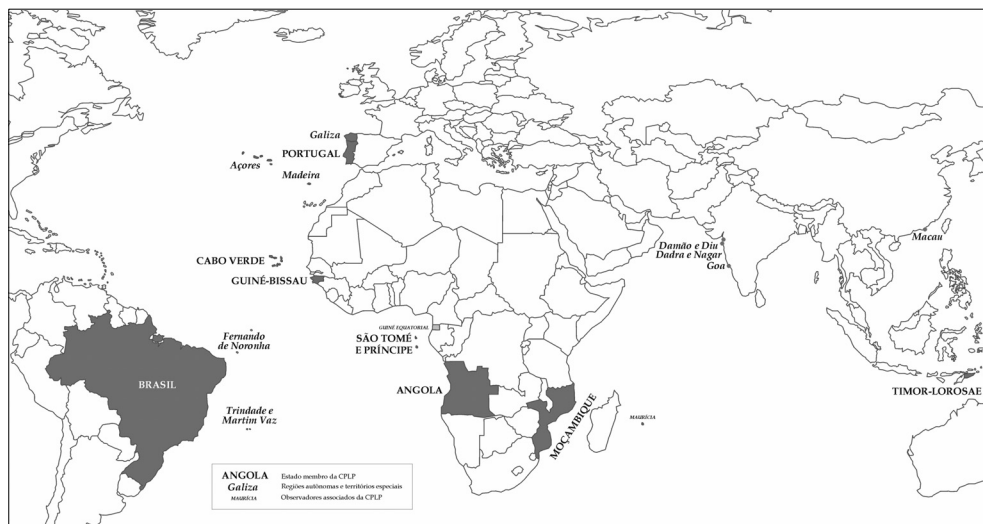 Galiza
PORTUGAL
Açores
Madeira
CABO VERDE
GUINÉ-BISSAU
Damão e Diu
Dadra e Nagar
Goa
Macau
GUINÉ EQUATORIAL
SÃO TOMÉ
E PRÍNCIPE
Fernando
de Noronha
BRASIL
ANGOLA
TIMOR-LOROSAE
Trindade e
Martim Vaz
MOÇAMBIQUE
MAURÍCIA
ANGOLA Estado membro da CPLP
Galiza Regiões autônomas e territórios especiais
MAURÍCIA Observadores associados da CPLP